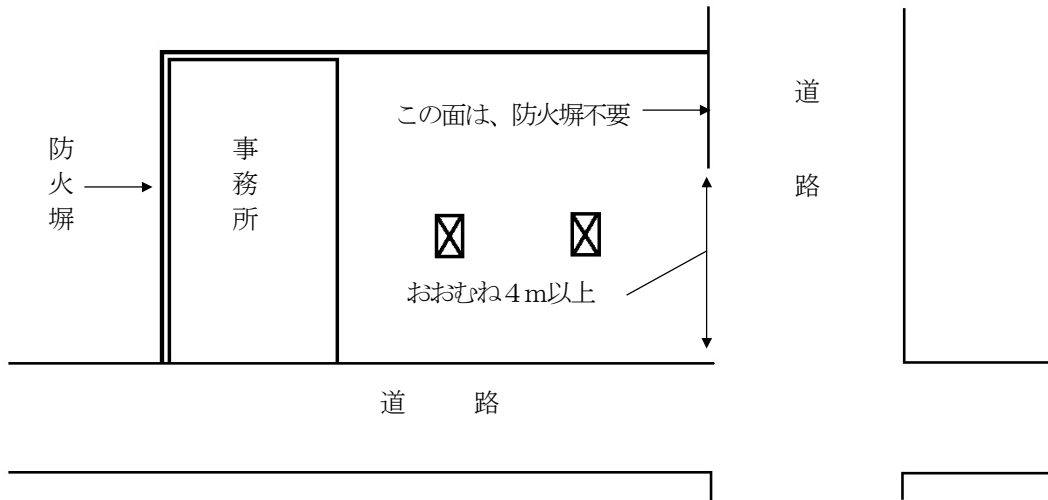 この面は、防火塀不要
道路
防火塀
事務所
おおむね４ｍ以上
道　路